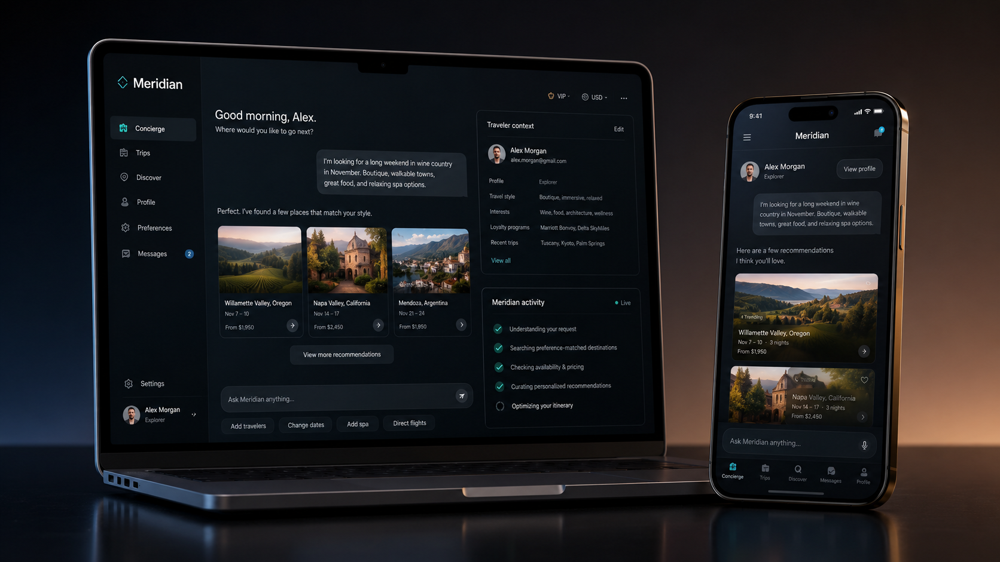 Meridian
Concierge
Trips
Discover
Profile
Preferences
Messages
2
Settings
Alex Morgan
Explorer
VIP
USD
Good morning, Alex.
Where would you like to go next?
I'm looking for a long weekend in wine country
in November. Boutique, walkable towns,
great food, and relaxing spa options.
Perfect. I've found a few places that match your style.
Willamette Valley, Oregon
Nov 7 – 10
From $1,950
Napa Valley, California
Nov 14 – 17
From $2,450
Mendoza, Argentina
Nov 21 – 24
From $1,950
View more recommendations
Ask Meridian anything...
Add travelers
Change dates
Add spa
Direct flights
Traveler context
Edit
Alex Morgan
alex.morgan@gmail.com
Profile
Explorer
Travel style
Boutique, immersive, relaxed
Interests
Wine, food, architecture, wellness
Loyalty programs
Marriott Bonvoy, Delta SkyMiles
Recent trips
Tuscany, Kyoto, Palm Springs
View all
Meridian activity
Live
Understanding your request
Searching preference-matched destinations
Checking availability & pricing
Curating personalized recommendations
Optimizing your itinerary
9:41
Meridian
Alex Morgan
Explorer
View profile
I'm looking for a long weekend in wine
country in November. Boutique, walkable
towns, great food, and relaxing spa options.
Here are a few recommendations
I think you'll love.
Trending
Willamette Valley, Oregon
Nov 7 – 10 · 3 nights
From $1,950
Napa Valley, California
Nov 14 – 17 · 3 nights
From $2,450
Ask Meridian anything...
Concierge
Trips
Discover
Messages
Profile